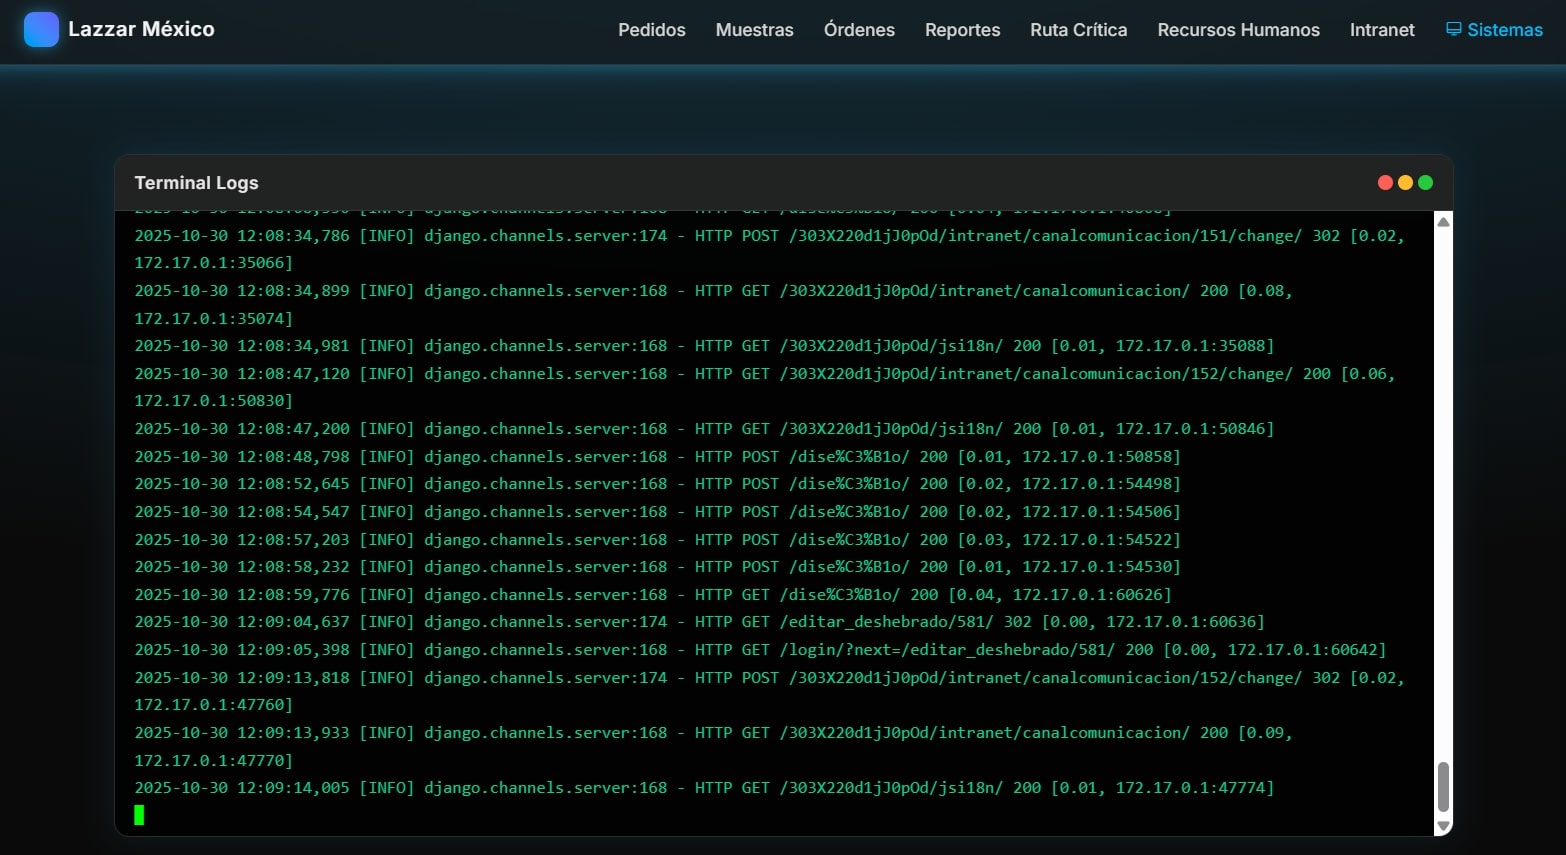 Lazzar México
Pedidos Muestras Órdenes Reportes Ruta Crítica Recursos Humanos Intranet Sistemas
Terminal Logs
2025-10-30 12:08:34,786 [INFO] django.channels.server:174 - HTTP POST /303X220d1jJ0pOd/intranet/canalcomunicacion/151/change/ 302 [0.02,
172.17.0.1:35066]
2025-10-30 12:08:34,899 [INFO] django.channels.server:168 - HTTP GET /303X220d1jJ0pOd/intranet/canalcomunicacion/ 200 [0.08,
172.17.0.1:35074]
2025-10-30 12:08:34,981 [INFO] django.channels.server:168 - HTTP GET /303X220d1jJ0pOd/jsi18n/ 200 [0.01, 172.17.0.1:35088]
2025-10-30 12:08:47,120 [INFO] django.channels.server:168 - HTTP GET /303X220d1jJ0pOd/intranet/canalcomunicacion/152/change/ 200 [0.06,
172.17.0.1:50830]
2025-10-30 12:08:47,200 [INFO] django.channels.server:168 - HTTP GET /303X220d1jJ0pOd/jsi18n/ 200 [0.01, 172.17.0.1:50846]
2025-10-30 12:08:48,798 [INFO] django.channels.server:168 - HTTP POST /dise%C3%B1o/ 200 [0.01, 172.17.0.1:50858]
2025-10-30 12:08:52,645 [INFO] django.channels.server:168 - HTTP POST /dise%C3%B1o/ 200 [0.02, 172.17.0.1:54498]
2025-10-30 12:08:54,547 [INFO] django.channels.server:168 - HTTP POST /dise%C3%B1o/ 200 [0.02, 172.17.0.1:54506]
2025-10-30 12:08:57,203 [INFO] django.channels.server:168 - HTTP POST /dise%C3%B1o/ 200 [0.03, 172.17.0.1:54522]
2025-10-30 12:08:58,232 [INFO] django.channels.server:168 - HTTP POST /dise%C3%B1o/ 200 [0.01, 172.17.0.1:54530]
2025-10-30 12:08:59,776 [INFO] django.channels.server:168 - HTTP GET /dise%C3%B1o/ 200 [0.04, 172.17.0.1:60626]
2025-10-30 12:09:04,637 [INFO] django.channels.server:174 - HTTP GET /editar_deshebrado/581/ 302 [0.00, 172.17.0.1:60636]
2025-10-30 12:09:05,398 [INFO] django.channels.server:168 - HTTP GET /login/?next=/editar_deshebrado/581/ 200 [0.00, 172.17.0.1:60642]
2025-10-30 12:09:13,818 [INFO] django.channels.server:174 - HTTP POST /303X220d1jJ0pOd/intranet/canalcomunicacion/152/change/ 302 [0.02,
172.17.0.1:47760]
2025-10-30 12:09:13,933 [INFO] django.channels.server:168 - HTTP GET /303X220d1jJ0pOd/intranet/canalcomunicacion/ 200 [0.09,
172.17.0.1:47770]
2025-10-30 12:09:14,005 [INFO] django.channels.server:168 - HTTP GET /303X220d1jJ0pOd/jsi18n/ 200 [0.01, 172.17.0.1:47774]